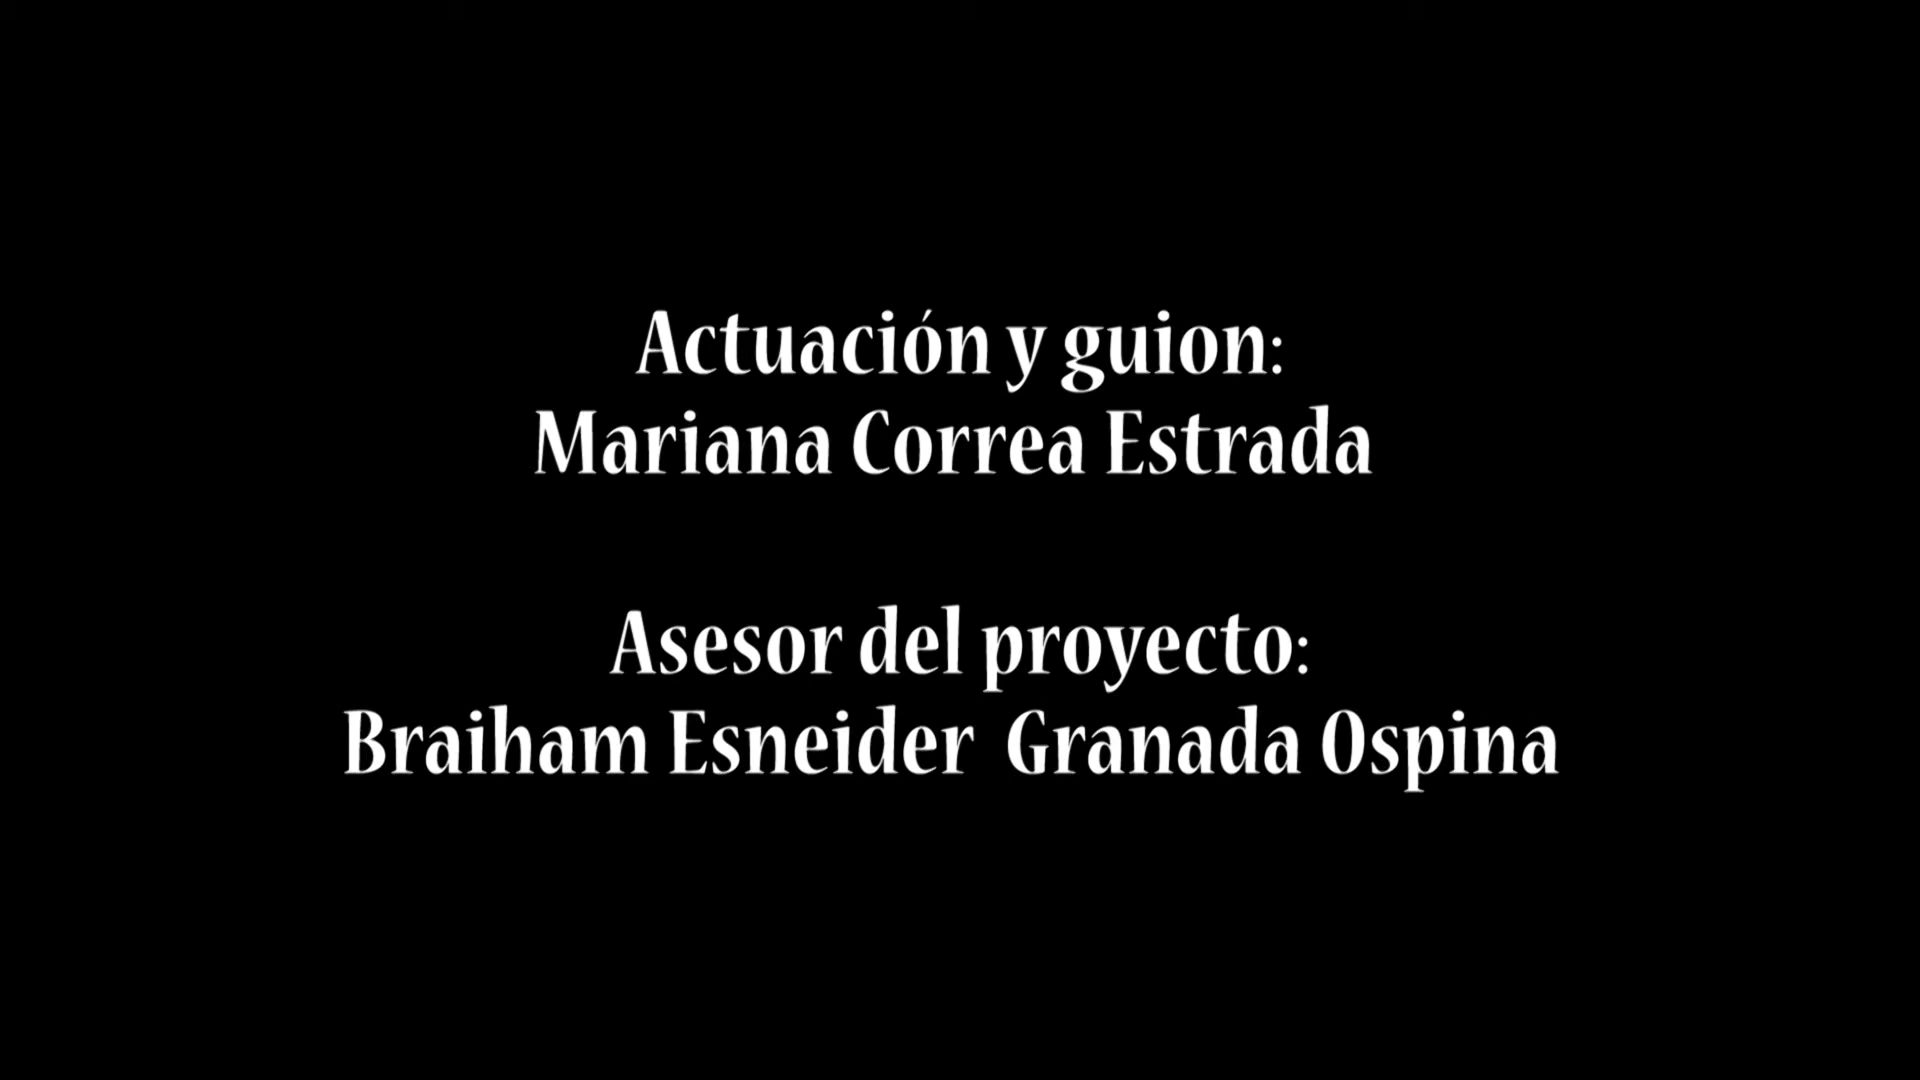 Actuación y guion:
Mariana Correa Estrada
Asesor del proyecto:
Braiham Esneider Granada Ospina